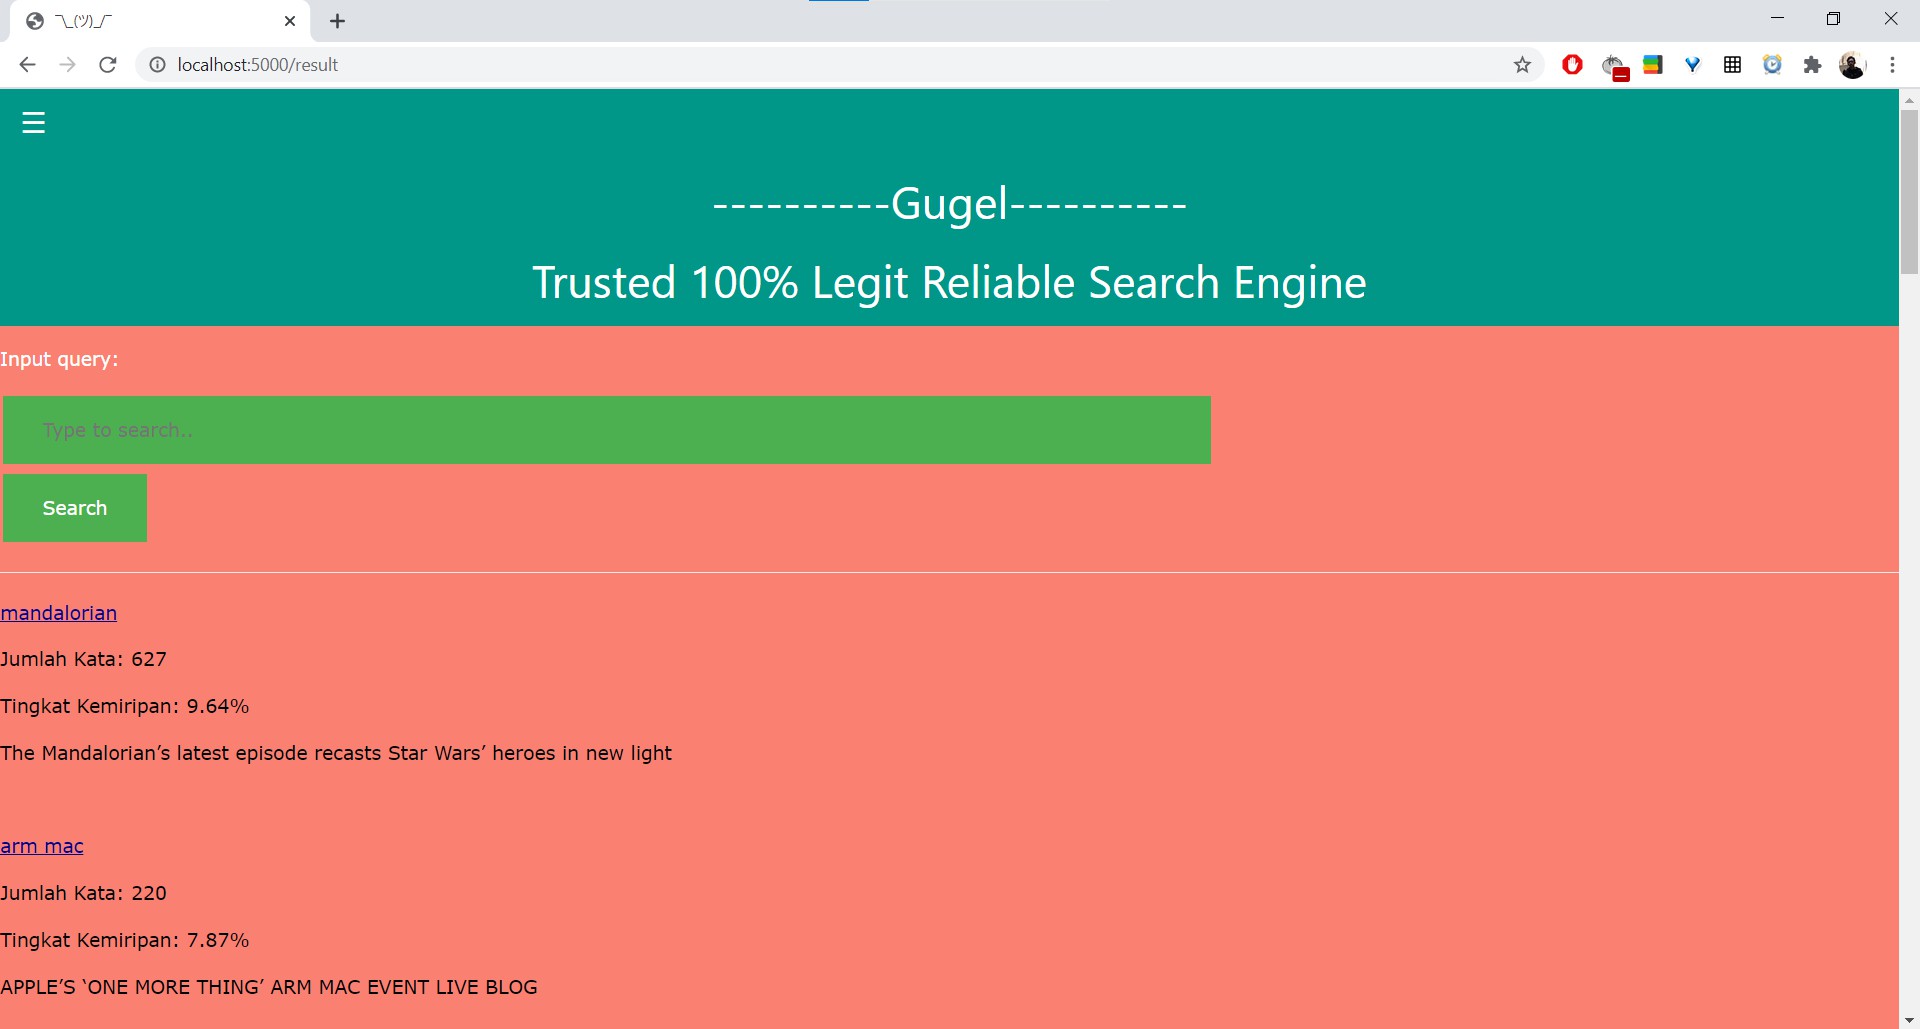 ¯\_(ツ)_/¯
localhost:5000/result
----------Gugel----------
Trusted 100% Legit Reliable Search Engine
Input query:
Type to search..
Search
mandalorian
Jumlah Kata: 627
Tingkat Kemiripan: 9.64%
The Mandalorian’s latest episode recasts Star Wars’ heroes in new light
arm mac
Jumlah Kata: 220
Tingkat Kemiripan: 7.87%
APPLE’S ‘ONE MORE THING’ ARM MAC EVENT LIVE BLOG